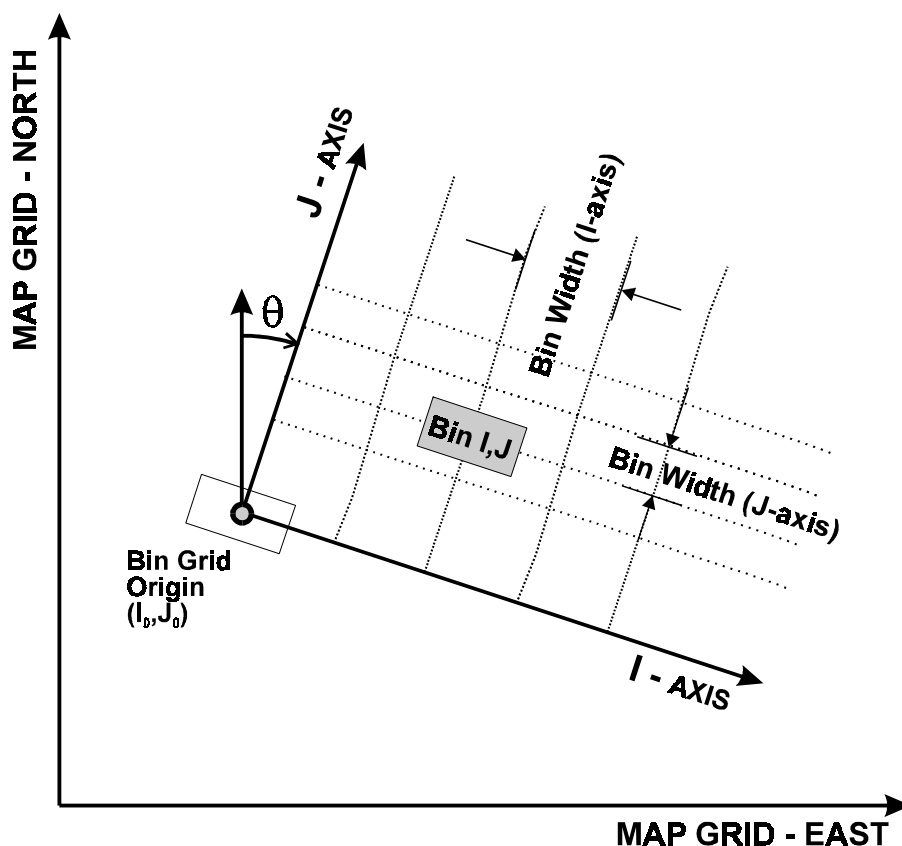 MAP GRID - NORTH
J - AXIS
θ
Bin Width (I-axis)
Bin I,J
Bin Width (J-axis)
Bin Grid
Origin
(I₀,J₀)
I - AXIS
MAP GRID - EAST